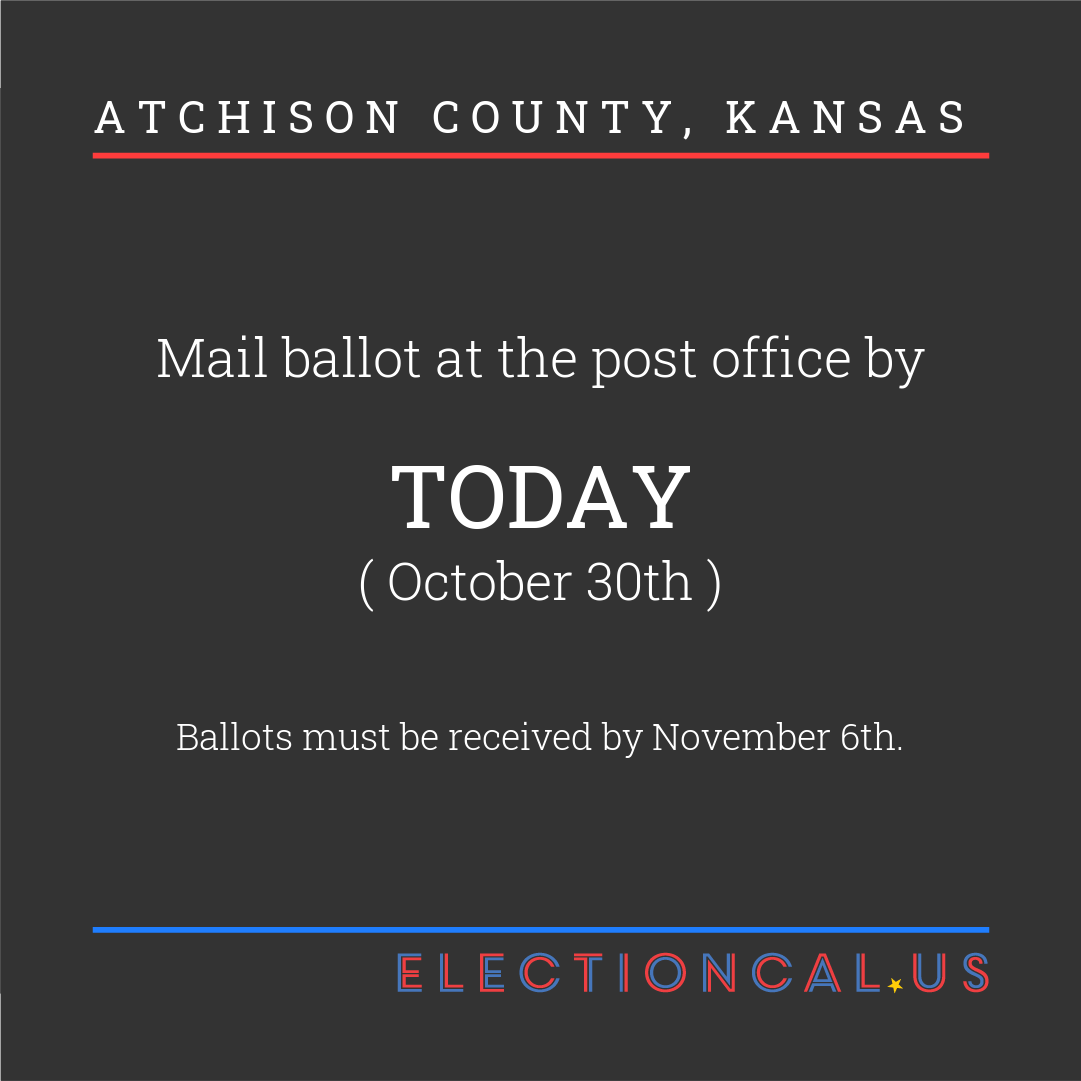 ATCHISON COUNTY, KANSAS
Mail ballot at the post office by
TODAY
( October 30th )
Ballots must be received by November 6th.
ELECTIONCAL.US